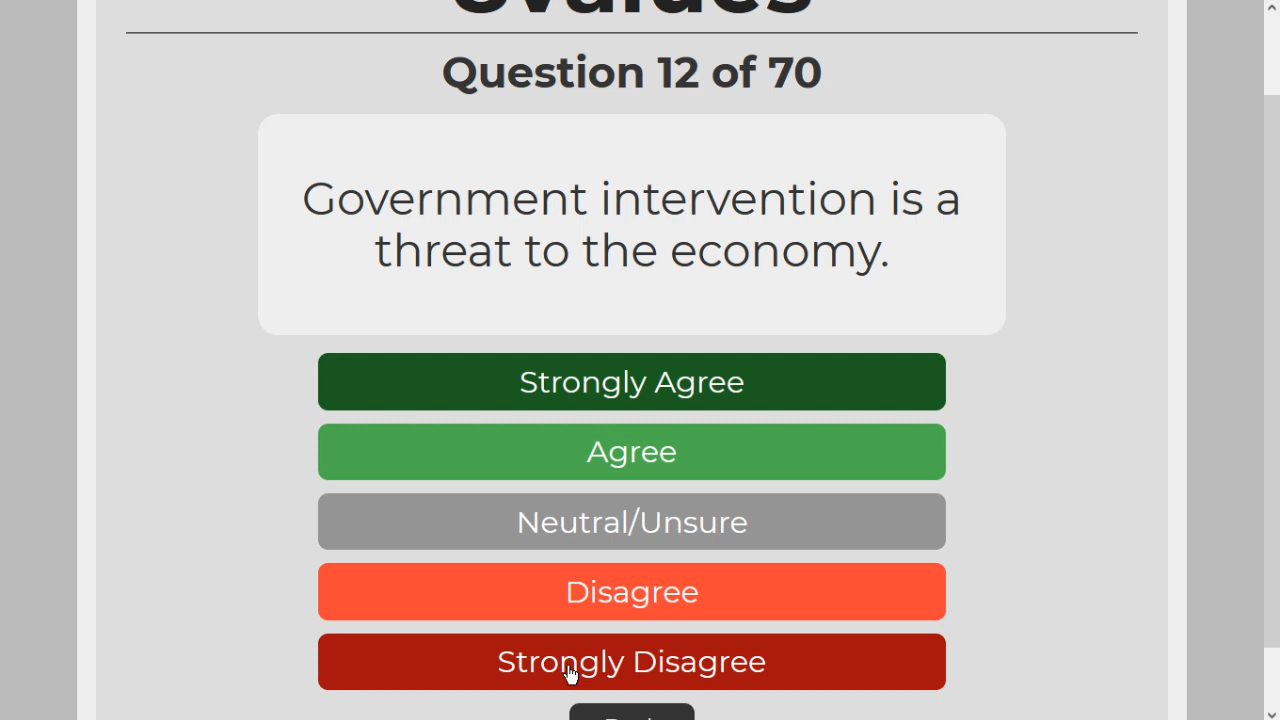 Question 12 of 70
Government intervention is a
threat to the economy.
Strongly Agree
Agree
Neutral/Unsure
Disagree
Strongly Disagree